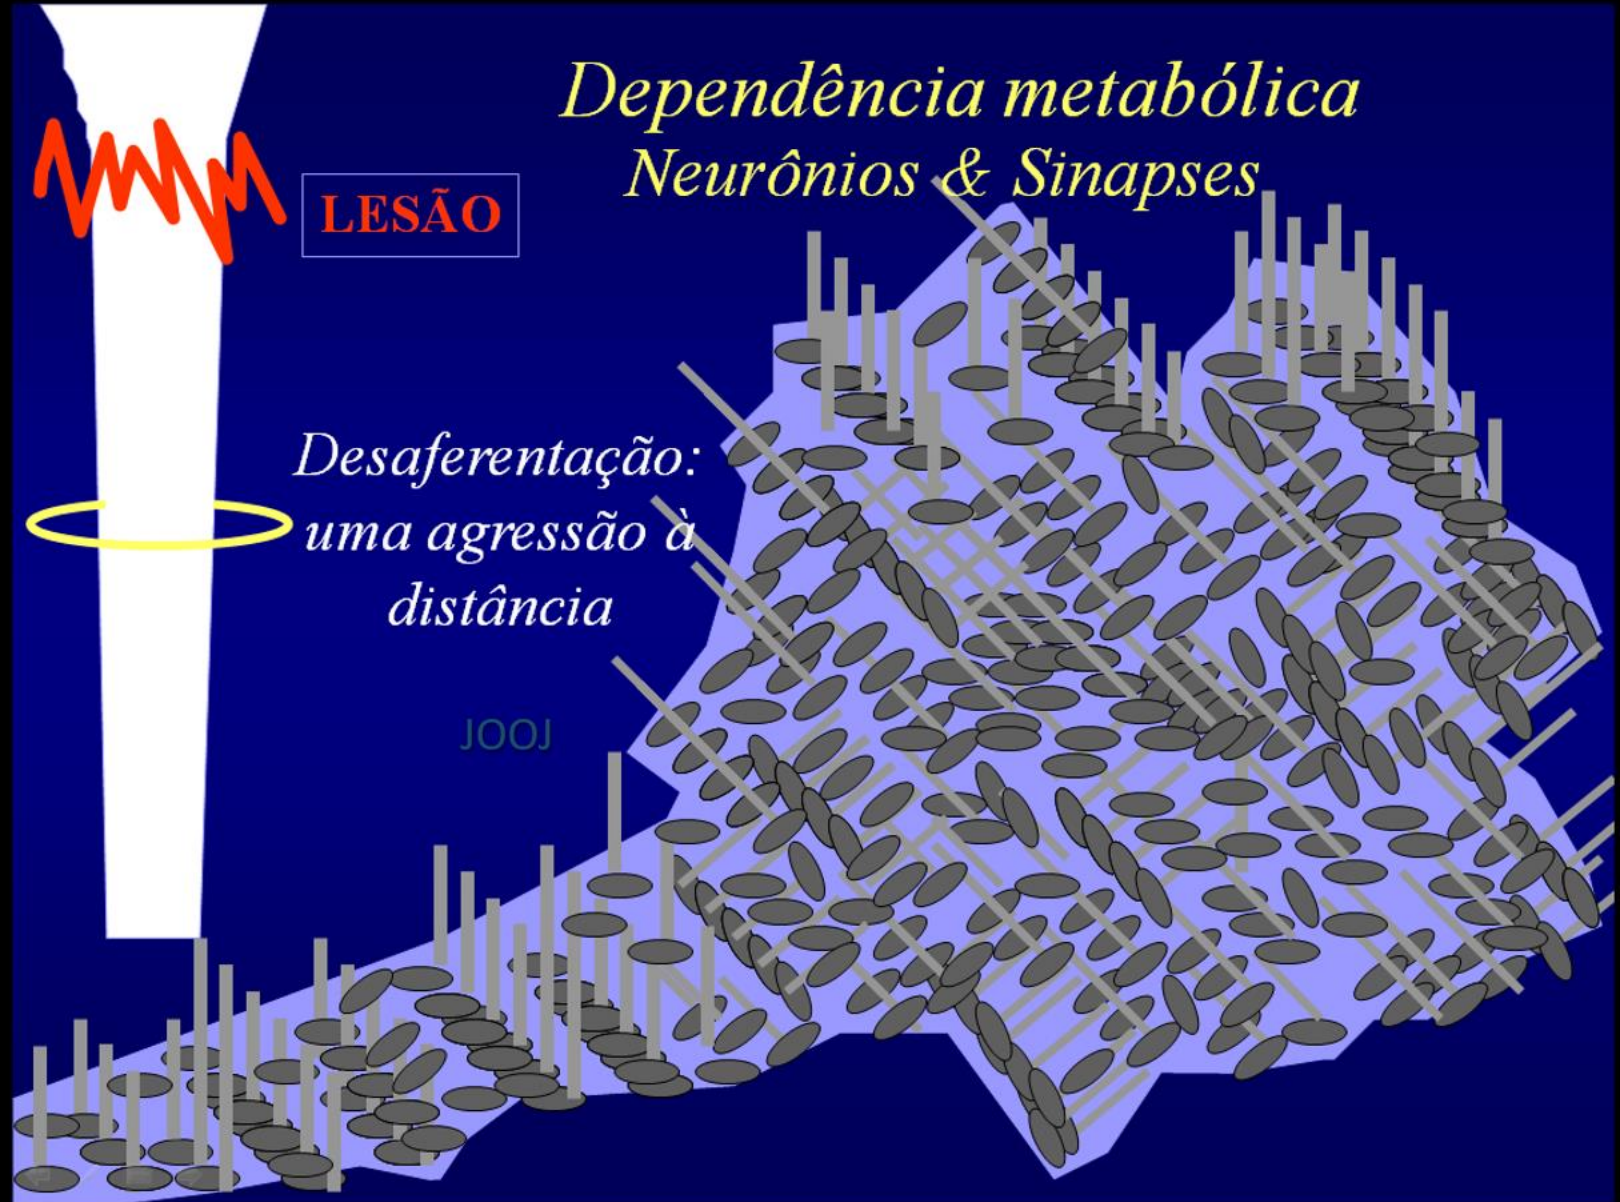 Dependência metabólica
Neurônios & Sinapses
LESÃO
Desaferentação:
uma agressão à
distância
JOOJ